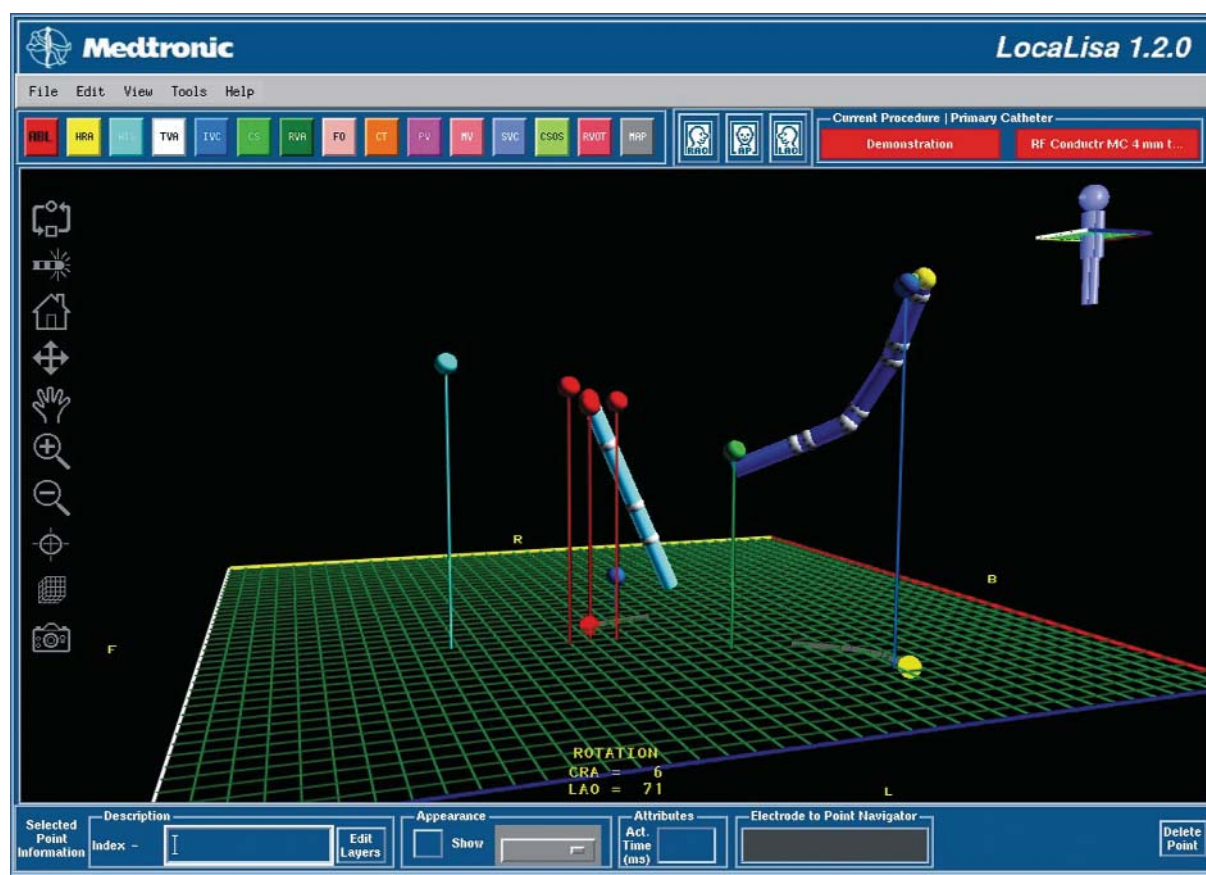 Medtronic
LocaLisa 1.2.0
File Edit View Tools Help
ABL HRA HIS TVA IVC CS RVA FO CT PV MV SVC CSOS RVOT MAP
RAO AP LAO
Current Procedure | Primary Catheter
Demonstration RF Conductr MC 4 mm t...
R
B
F
ROTATION
CRA = 6
LAO = 71
L
Selected Point Information
Description
Index -
Edit Layers
Appearance
Show
Attributes
Act. Time (ms)
Electrode to Point Navigator
Delete Point